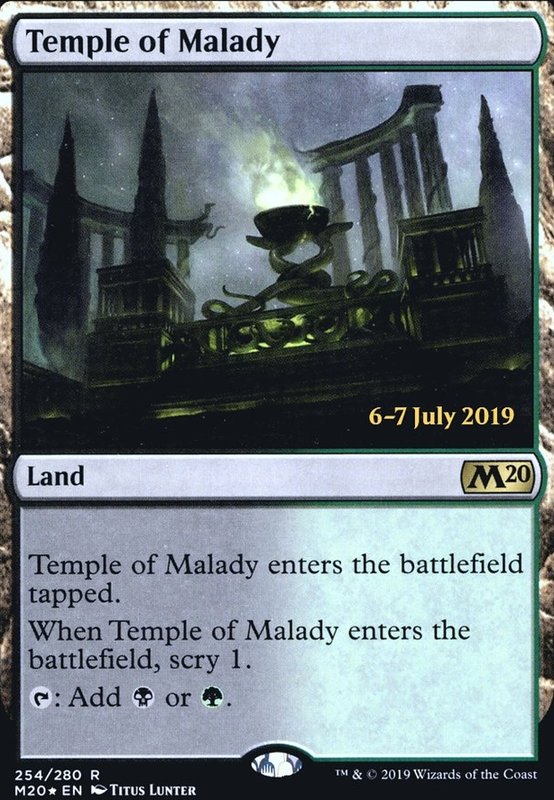 Temple of Malady
6–7 July 2019
Land
M20
Temple of Malady enters the battlefield
tapped.
When Temple of Malady enters the
battlefield, scry 1.
: Add or .
254/280 R
M20★EN Titus Lunter
™ & © 2019 Wizards of the Coast